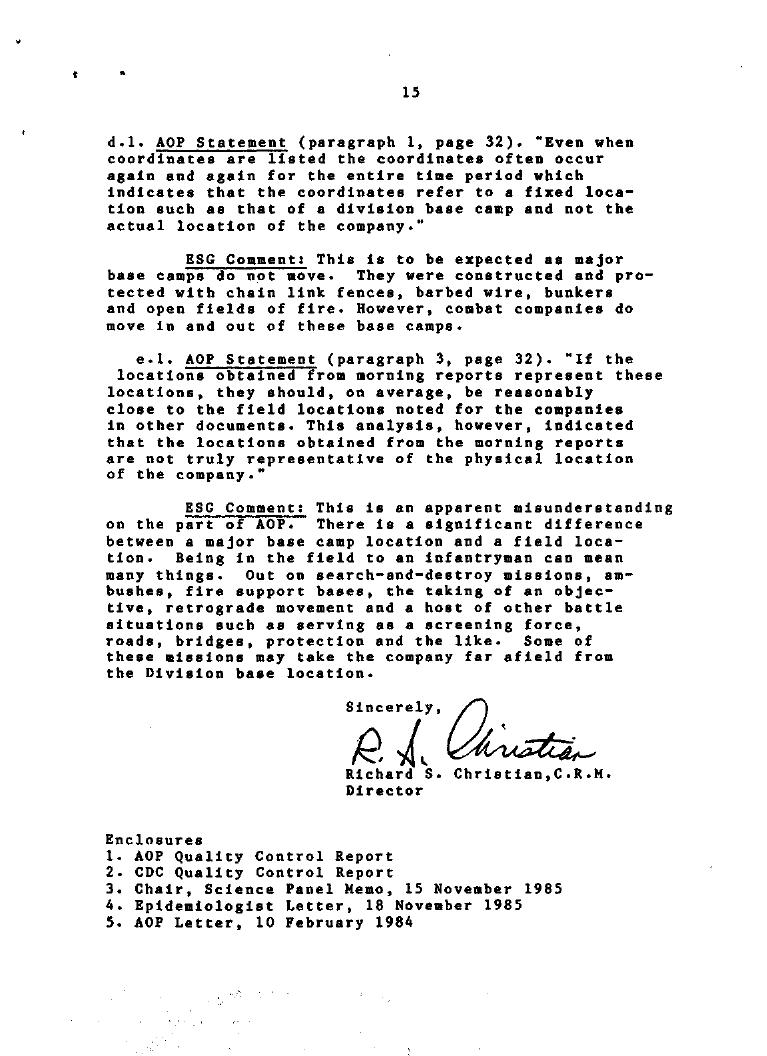 15
d.1. AOP Statement (paragraph 1, page 32). "Even when
coordinates are listed the coordinates often occur
again and again for the entire time period which
indicates that the coordinates refer to a fixed loca-
tion such as that of a division base camp and not the
actual location of the company."
ESG Comment: This is to be expected as major
base camps do not move. They were constructed and pro-
tected with chain link fences, barbed wire, bunkers
and open fields of fire. However, combat companies do
move in and out of these base camps.
e.1. AOP Statement (paragraph 3, page 32). "If the
locations obtained from morning reports represent these
locations, they should, on average, be reasonably
close to the field locations noted for the companies
in other documents. This analysis, however, indicated
that the locations obtained from the morning reports
are not truly representative of the physical location
of the company."
ESG Comment: This is an apparent misunderstanding
on the part of AOP. There is a significant difference
between a major base camp location and a field loca-
tion. Being in the field to an infantryman can mean
many things. Out on search-and-destroy missions, am-
bushes, fire support bases, the taking of an objec-
tive, retrograde movement and a host of other battle
situations such as serving as a screening force,
roads, bridges, protection and the like. Some of
these missions may take the company far afield from
the Division base location.
Sincerely,
R. S. Christian
Richard S. Christian,C.R.M.
Director
Enclosures
1. AOP Quality Control Report
2. CDC Quality Control Report
3. Chair, Science Panel Memo, 15 November 1985
4. Epidemiologist Letter, 18 November 1985
5. AOP Letter, 10 February 1984